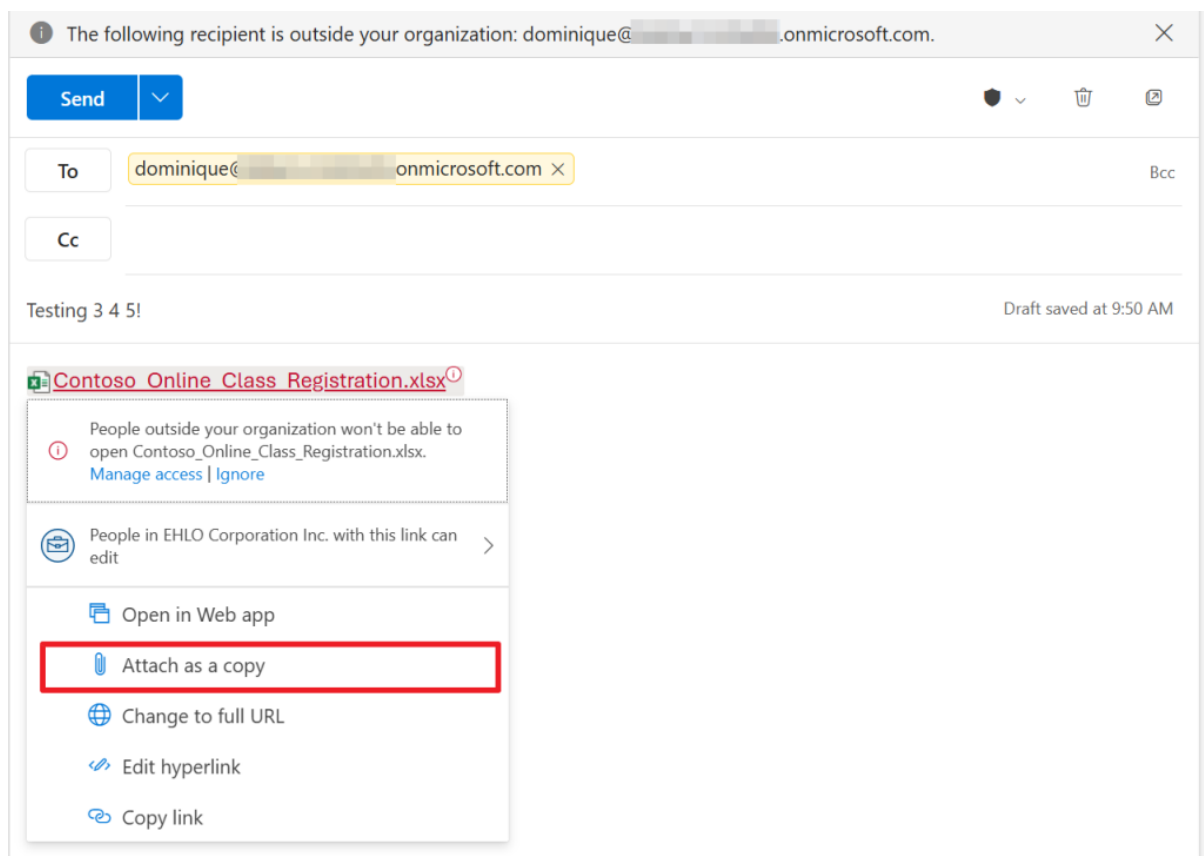 The following recipient is outside your organization: dominique@ .onmicrosoft.com.
Send
To dominique@ onmicrosoft.com Bcc
Cc
Testing 3 4 5! Draft saved at 9:50 AM
Contoso_Online_Class_Registration.xlsx
People outside your organization won't be able to
open Contoso_Online_Class_Registration.xlsx.
Manage access | Ignore
People in EHLO Corporation Inc. with this link can
edit
Open in Web app
Attach as a copy
Change to full URL
Edit hyperlink
Copy link